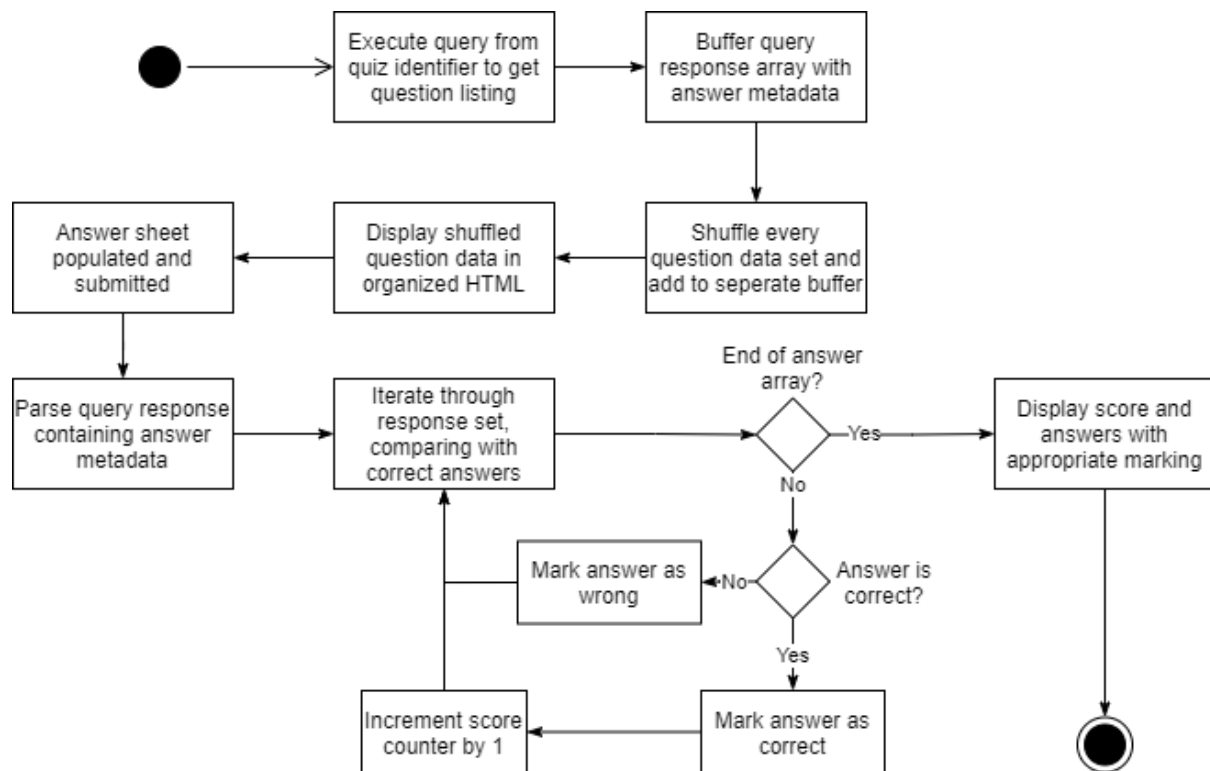 Execute query from
quiz identifier to get
question listing
Buffer query
response array with
answer metadata
Answer sheet
populated and
submitted
Display shuffled
question data in
organized HTML
Shuffle every
question data set and
add to seperate buffer
End of answer
array?
Parse query response
containing answer
metadata
Iterate through
response set,
comparing with
correct answers
Yes
Display score and
answers with
appropriate marking
No
Mark answer as
wrong
No
Answer is
correct?
Yes
Increment score
counter by 1
Mark answer as
correct